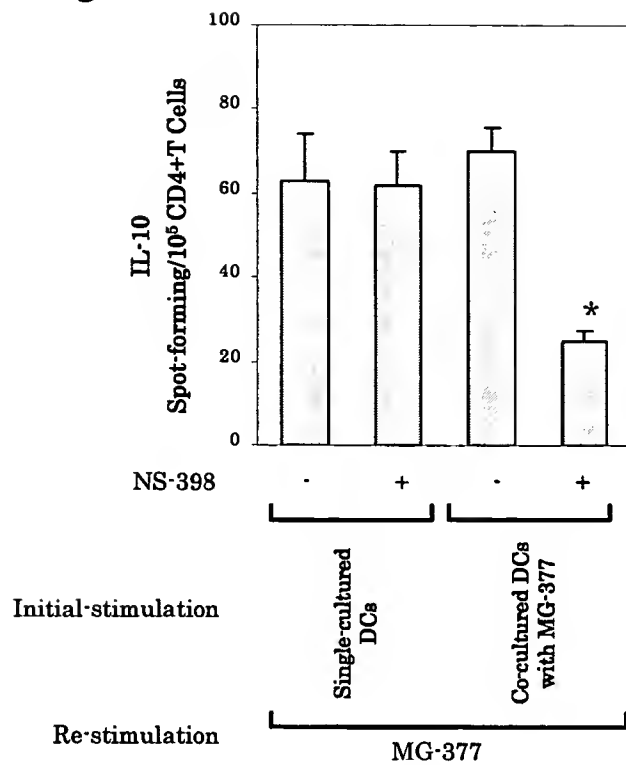 100
80
60
40
20
0
IL-10
Spot-forming/10⁵ CD4+T Cells
*
NS-398 - + - +
Initial-stimulation
Single-cultured
DCs
Co-cultured DCs
with MG-377
Re-stimulation
MG-377